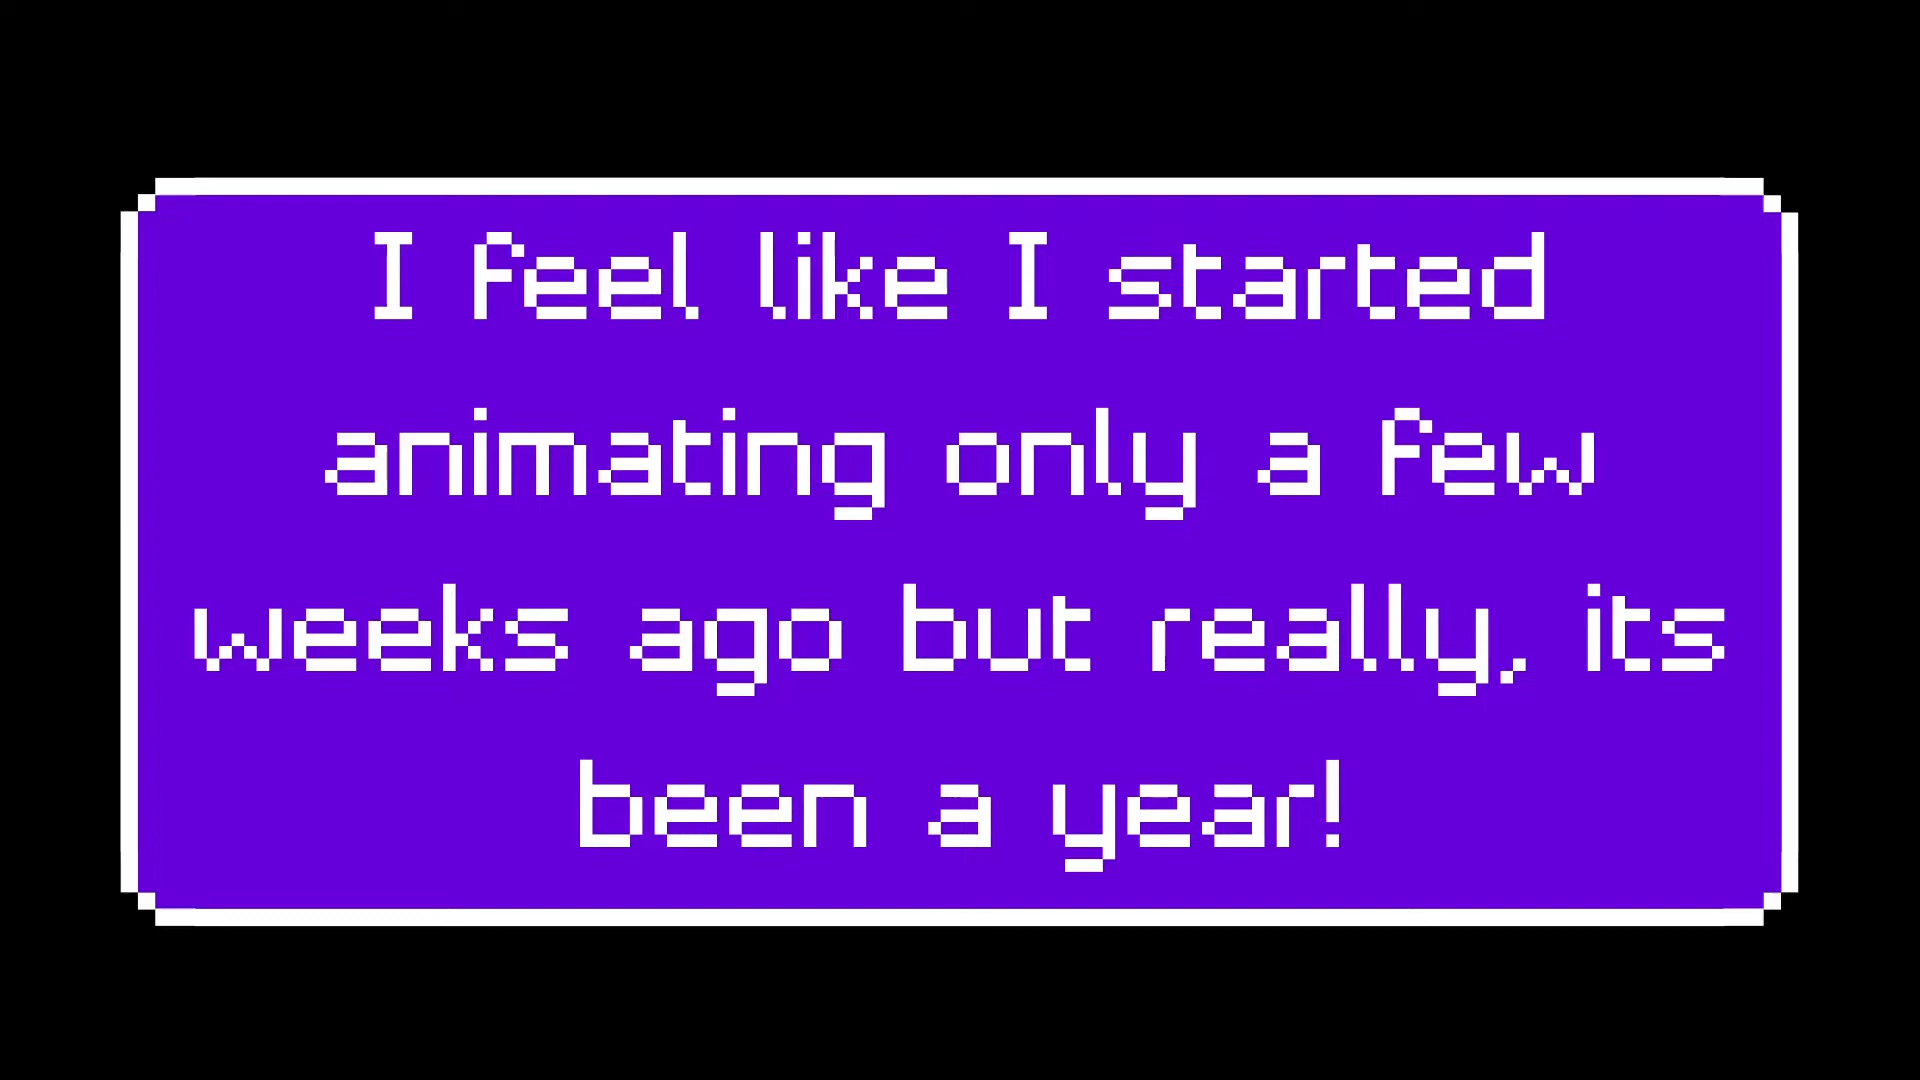 I feel like I started
animating only a few
weeks ago but really, its
been a year!